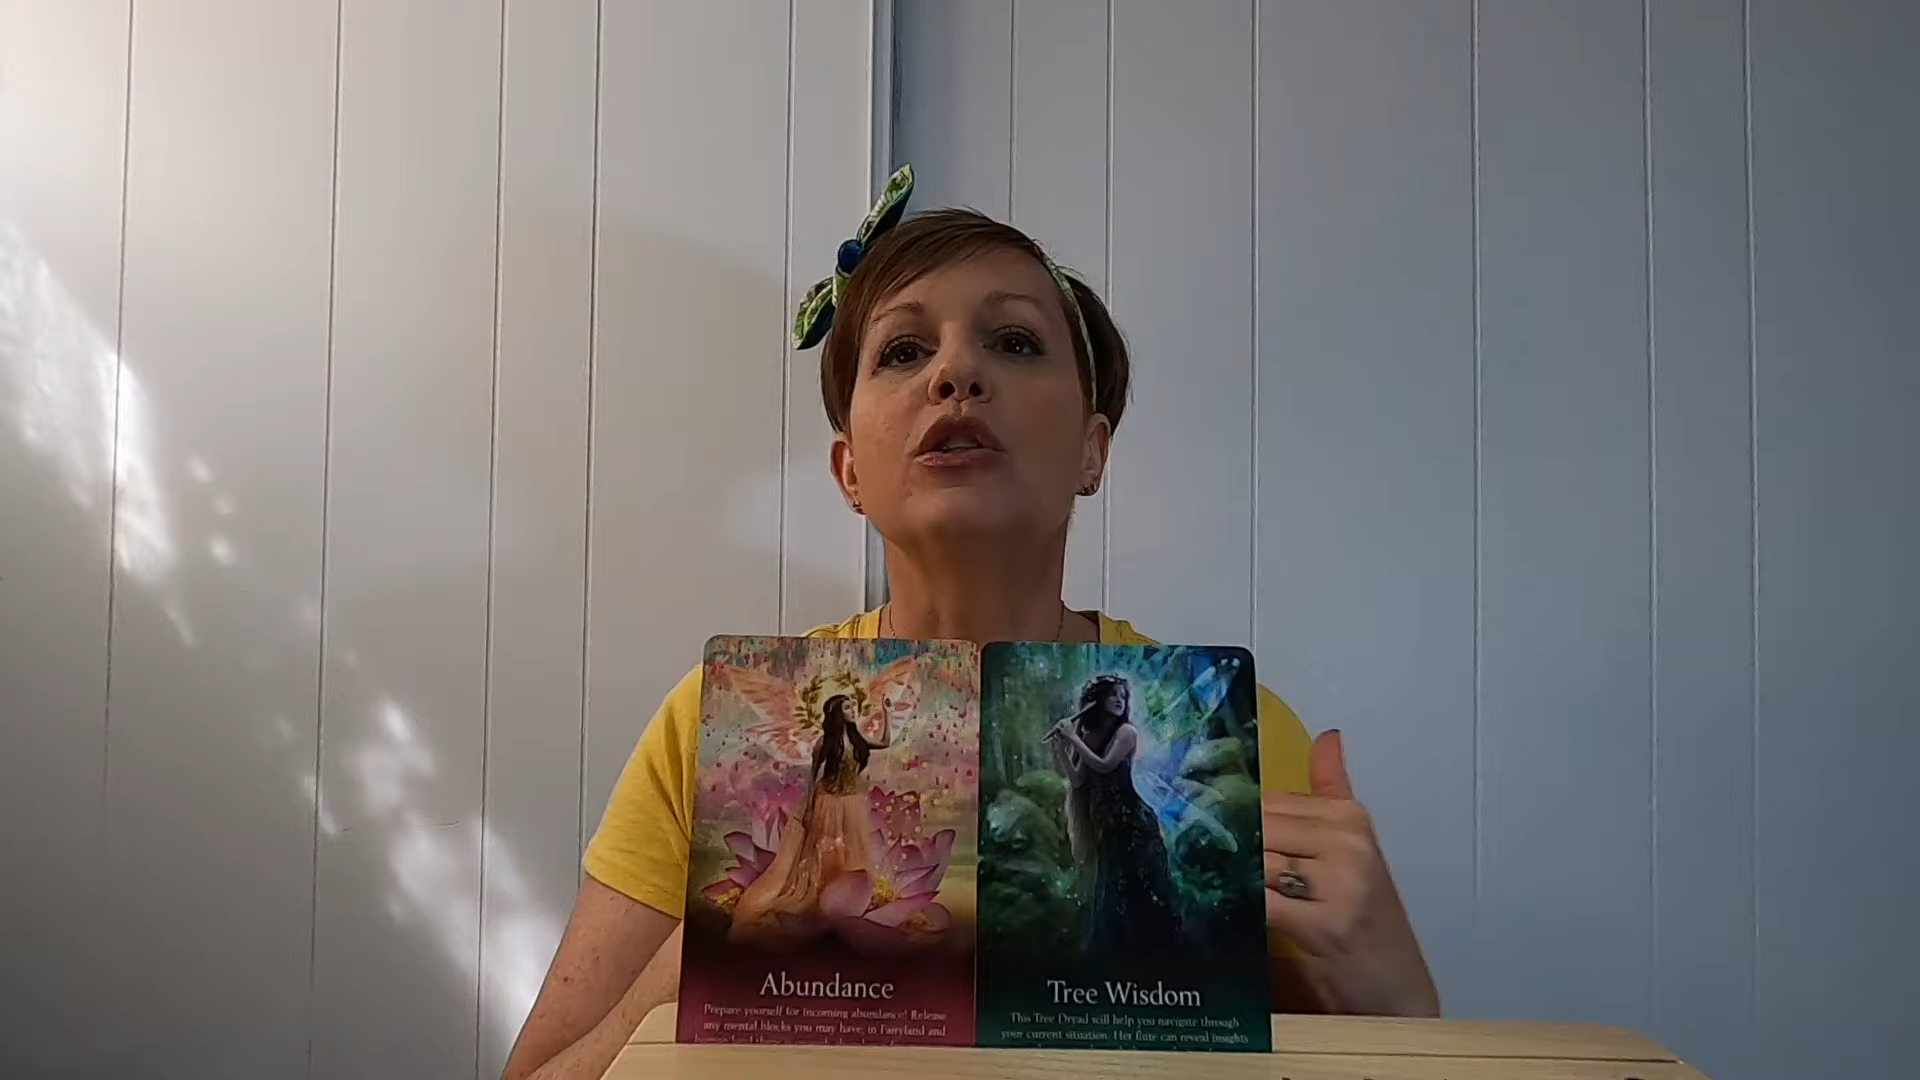 Abundance
Prepare yourself for incoming abundance! Release
any mental blocks you may have, in Fairyland and
Tree Wisdom
This Tree Dryad will help you navigate through
your current situation. Her flute can reveal insights